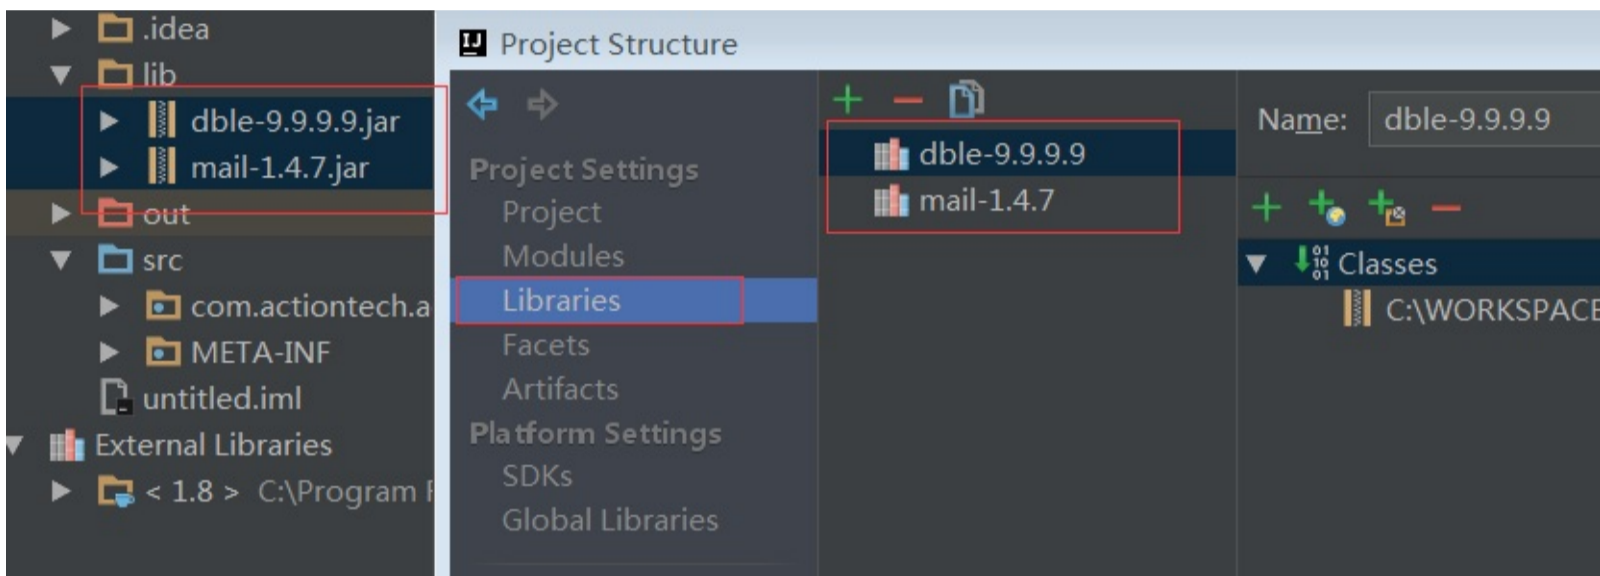 .idea
lib
dble-9.9.9.9.jar
mail-1.4.7.jar
out
src
com.actiontech.a
META-INF
untitled.iml
External Libraries
< 1.8 > C:\Program F
Project Structure
Project Settings
Project
Modules
Libraries
Facets
Artifacts
Platform Settings
SDKs
Global Libraries
dble-9.9.9.9
mail-1.4.7
Name: dble-9.9.9.9
Classes
C:\WORKSPACE